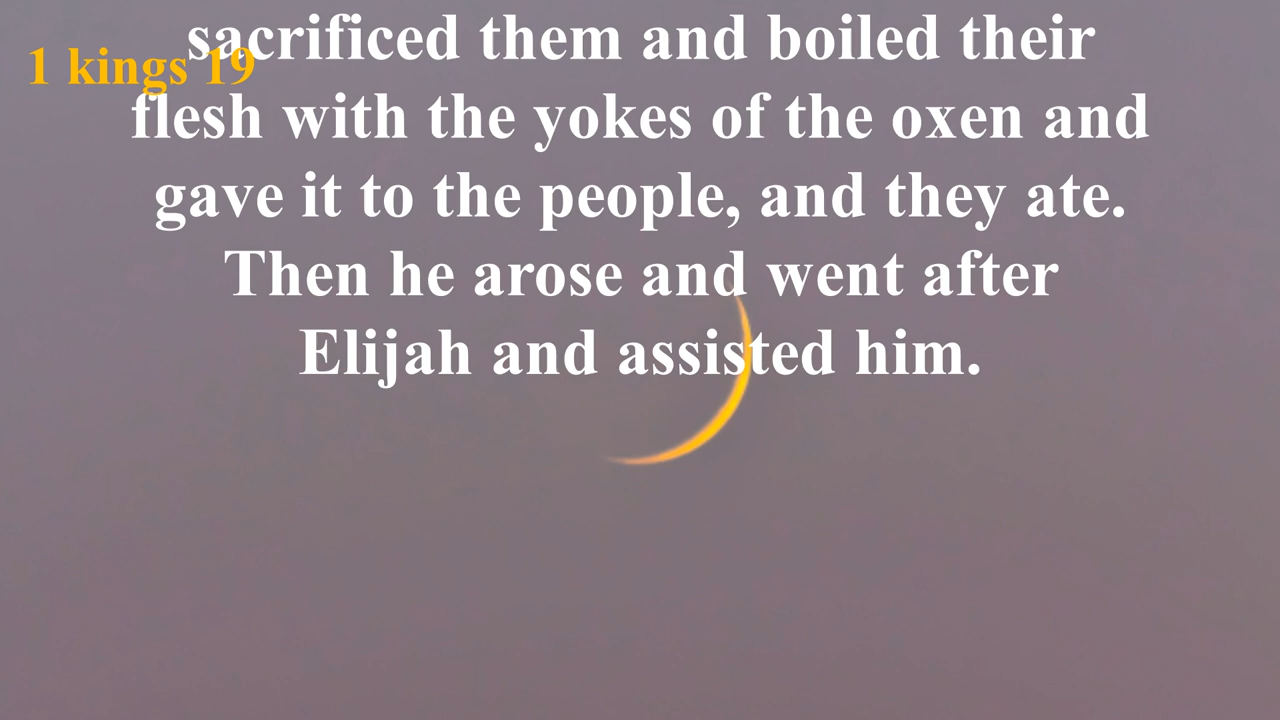 1 kings 19
sacrificed them and boiled their
flesh with the yokes of the oxen and
gave it to the people, and they ate.
Then he arose and went after
Elijah and assisted him.